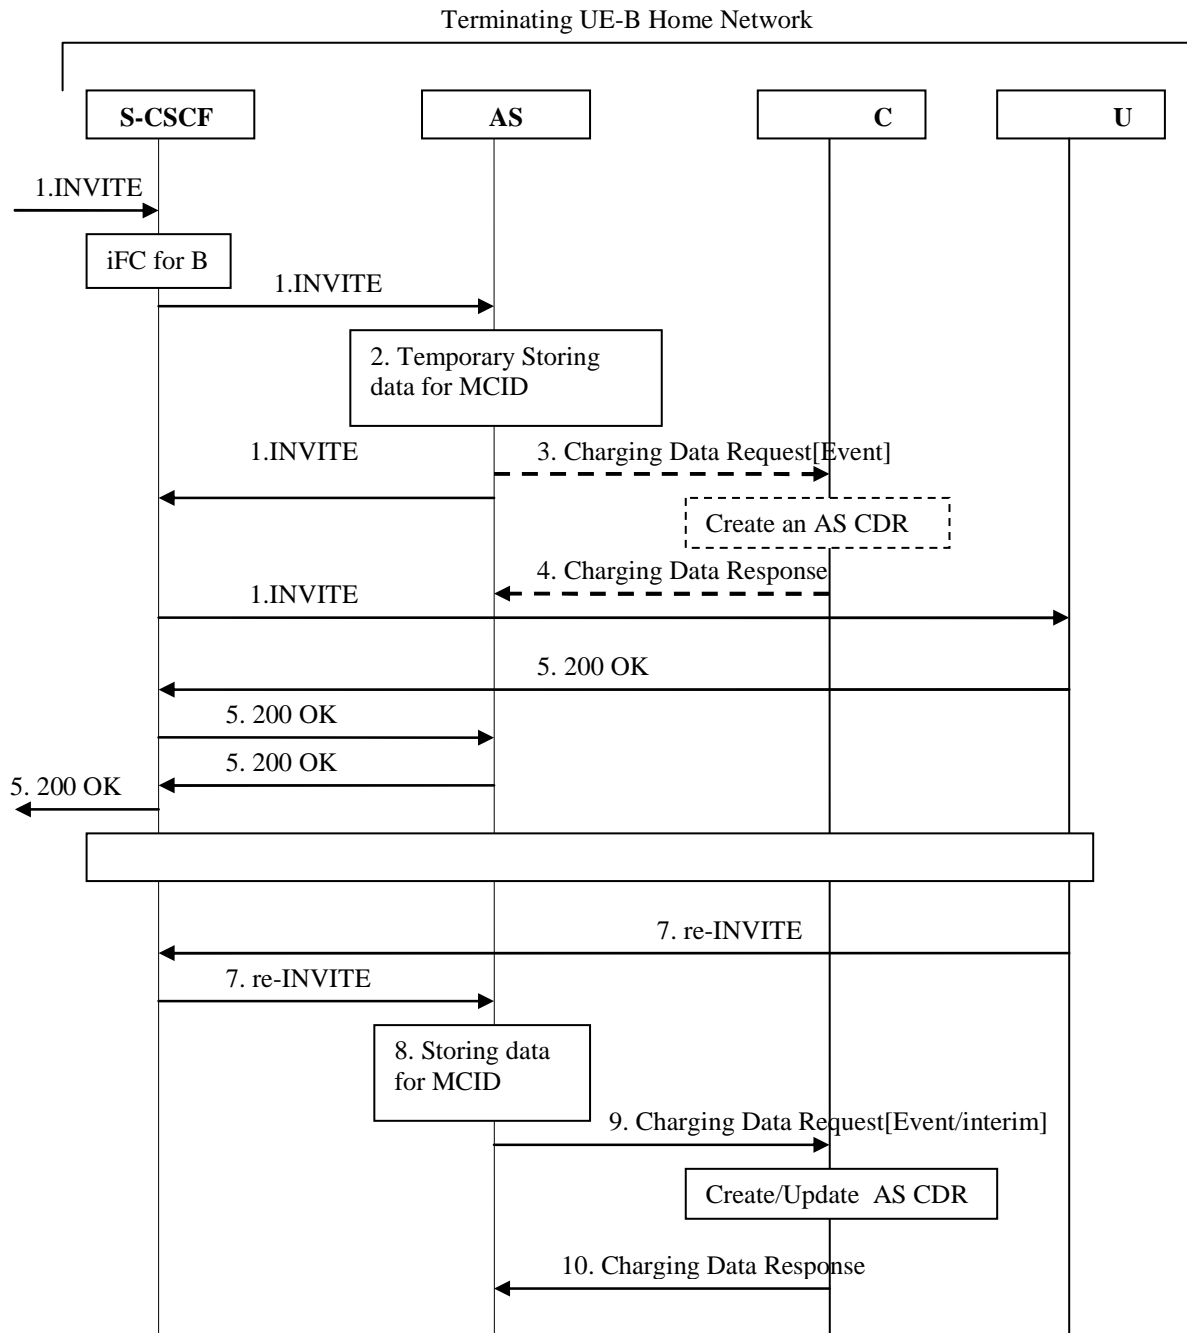 Terminating UE-B Home Network
S-CSCF
AS
C
U
1.INVITE
iFC for B
1.INVITE
2. Temporary Storing
data for MCID
1.INVITE
3. Charging Data Request[Event]
Create an AS CDR
4. Charging Data Response
1.INVITE
5. 200 OK
5. 200 OK
5. 200 OK
5. 200 OK
7. re-INVITE
7. re-INVITE
8. Storing data
for MCID
9. Charging Data Request[Event/interim]
Create/Update AS CDR
10. Charging Data Response